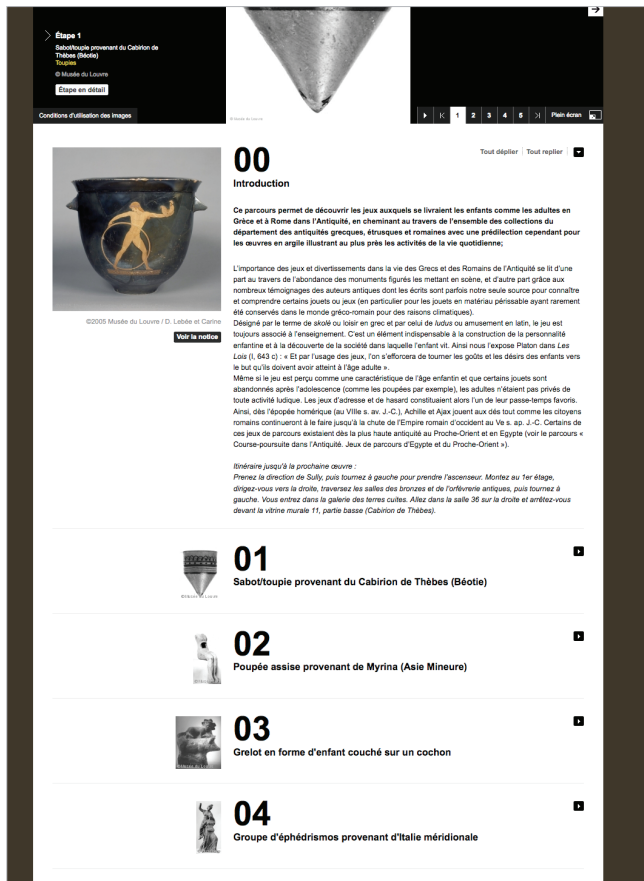 Étape 1
Sabot/toupie provenant du Cabirion de
Thèbes (Béotie)
Toupies
© Musée du Louvre
Étape en détail
Conditions d'utilisation des images
© Musée du Louvre
1 2 3 4 5 Plein écran
Tout déplier Tout replier
00
Introduction
Ce parcours permet de découvrir les jeux auxquels se livraient les enfants comme les adultes en
Grèce et à Rome dans l'Antiquité, en cheminant au travers de l'ensemble des collections du
département des antiquités grecques, étrusques et romaines avec une prédilection cependant pour
les œuvres en argile illustrant au plus près les activités de la vie quotidienne;
L'importance des jeux et divertissements dans la vie des Grecs et des Romains de l'Antiquité se lit d'une
part au travers de l'abondance des monuments figurés les mettant en scène, et d'autre part grâce aux
nombreux témoignages des auteurs antiques dont les écrits sont parfois notre seule source pour connaître
et comprendre certains jouets ou jeux (en particulier pour les jouets en matériau périssable ayant rarement
été conservés dans le monde gréco-romain pour des raisons climatiques).
Désigné par le terme de skolé ou loisir en grec et par celui de ludus ou amusement en latin, le jeu est
toujours associé à l'enseignement. C'est un élément indispensable à la construction de la personnalité
enfantine et à la découverte de la société dans laquelle l'enfant vit. Ainsi nous l'expose Platon dans Les
Lois (I, 643 c) : « Et par l'usage des jeux, l'on s'efforcera de tourner les goûts et les désirs des enfants vers
le but qu'ils doivent avoir atteint à l'âge adulte ».
Même si le jeu est perçu comme une caractéristique de l'âge enfantin et que certains jouets sont
abandonnés après l'adolescence (comme les poupées par exemple), les adultes n'étaient pas privés de
toute activité ludique. Les jeux d'adresse et de hasard constituaient alors l'un de leur passe-temps favoris.
Ainsi, dès l'épopée homérique (au VIIIe s. av. J.-C.), Achille et Ajax jouent aux dés tout comme les citoyens
romains continueront à le faire jusqu'à la chute de l'Empire romain d'occident au Ve s. ap. J.-C. Certains de
ces jeux de parcours existaient dès la plus haute antiquité au Proche-Orient et en Egypte (voir le parcours «
Course-poursuite dans l'Antiquité. Jeux de parcours d'Egypte et du Proche-Orient »).
Itinéraire jusqu'à la prochaine œuvre :
Prenez la direction de Sully, puis tournez à gauche pour prendre l'ascenseur. Montez au 1er étage,
dirigez-vous vers la droite, traversez les salles des bronzes et de l'orfèvrerie antiques, puis tournez à
gauche. Vous entrez dans la galerie des terres cuites. Allez dans la salle 36 sur la droite et arrêtez-vous
devant la vitrine murale 11, partie basse (Cabirion de Thèbes).
©2005 Musée du Louvre / D. Lebée et Carine
Voir la notice
01
Sabot/toupie provenant du Cabirion de Thèbes (Béotie)
©Musée du Louvre
02
Poupée assise provenant de Myrina (Asie Mineure)
03
Grelot en forme d'enfant couché sur un cochon
©Musée du Louvre
04
Groupe d'éphédrismos provenant d'Italie méridionale